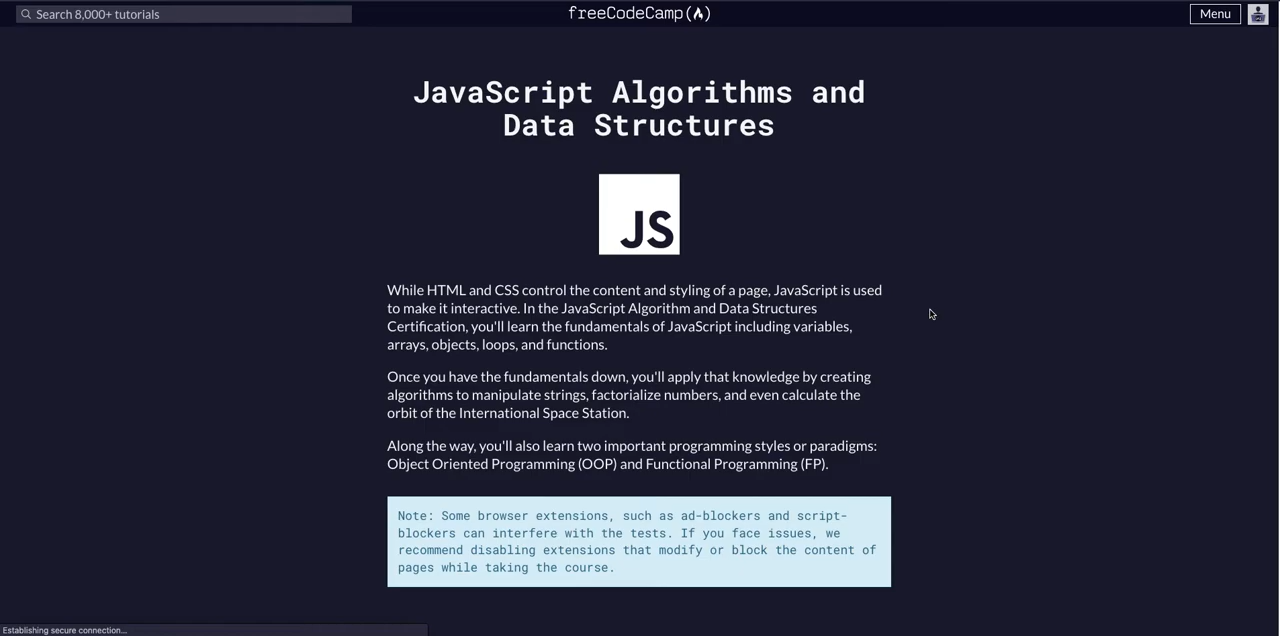 Search 8,000+ tutorials
freeCodeCamp(🔥)
Menu
JavaScript Algorithms and
Data Structures
JS
While HTML and CSS control the content and styling of a page, JavaScript is used
to make it interactive. In the JavaScript Algorithm and Data Structures
Certification, you'll learn the fundamentals of JavaScript including variables,
arrays, objects, loops, and functions.
Once you have the fundamentals down, you'll apply that knowledge by creating
algorithms to manipulate strings, factorialize numbers, and even calculate the
orbit of the International Space Station.
Along the way, you'll also learn two important programming styles or paradigms:
Object Oriented Programming (OOP) and Functional Programming (FP).
Note: Some browser extensions, such as ad-blockers and script-
blockers can interfere with the tests. If you face issues, we
recommend disabling extensions that modify or block the content of
pages while taking the course.
Establishing secure connection...